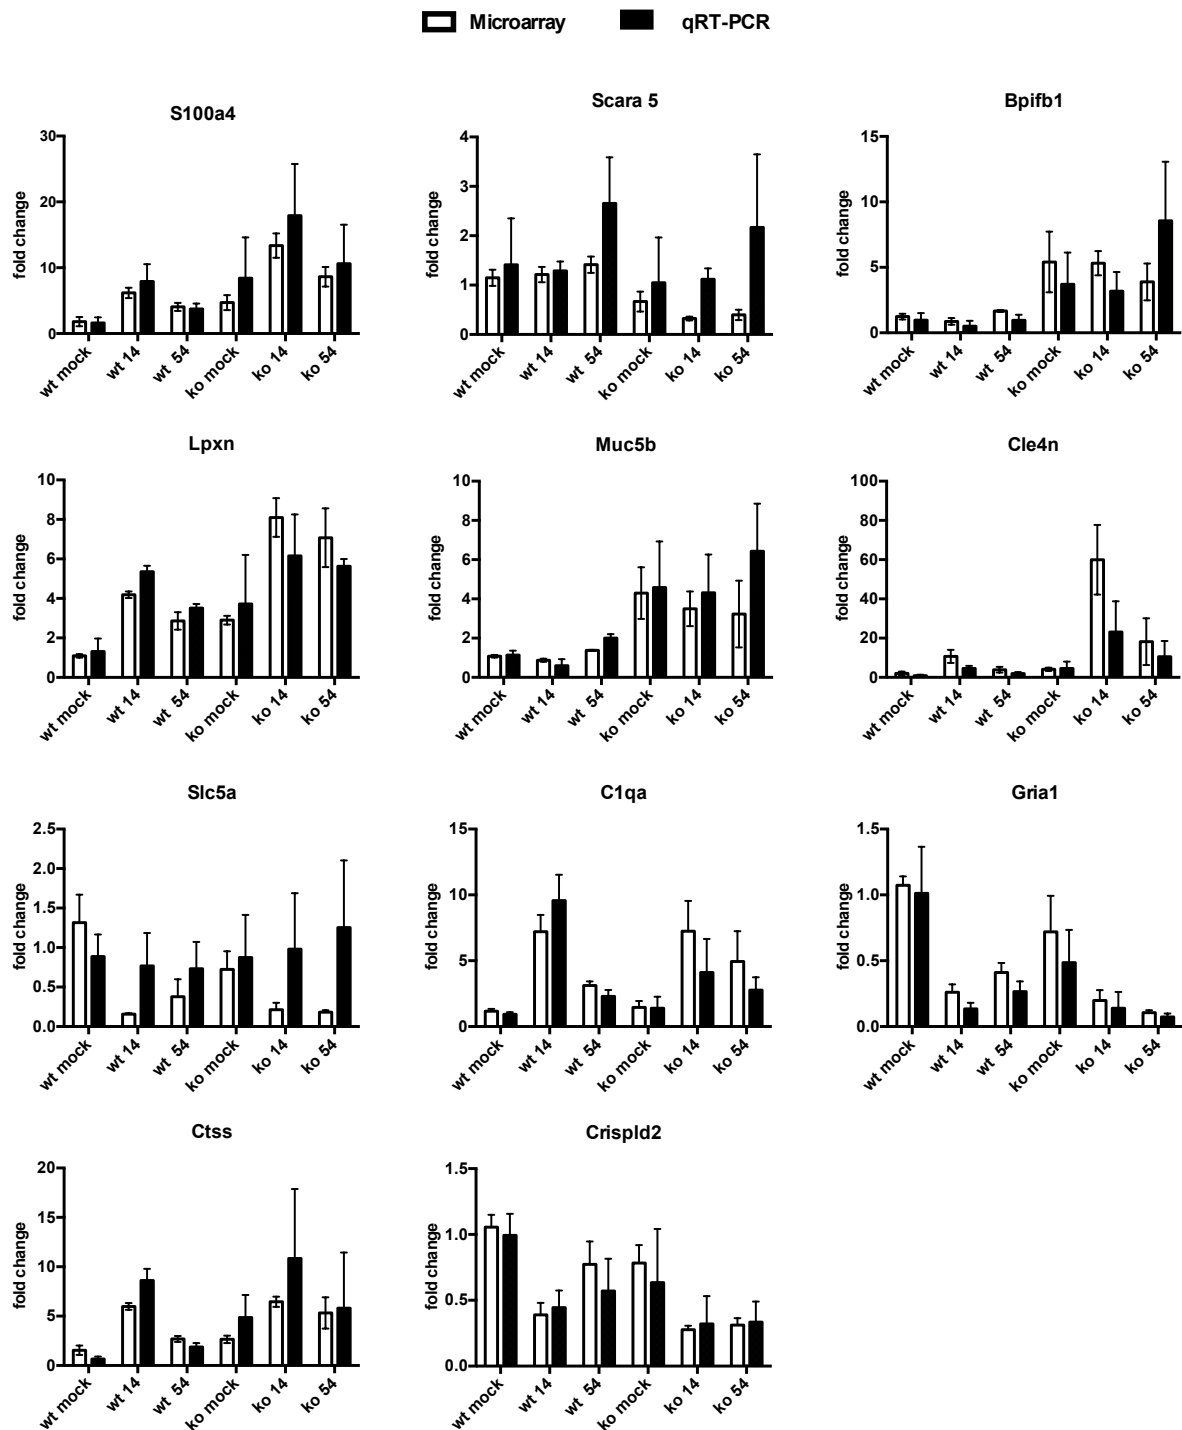 Microarray qRT-PCR
S100a4
fold change
30
20
10
0
wt mock
wt 14
wt 54
ko mock
ko 14
ko 54
Scara 5
fold change
4
3
2
1
0
wt mock
wt 14
wt 54
ko mock
ko 14
ko 54
Bpifb1
fold change
15
10
5
0
wt mock
wt 14
wt 54
ko mock
ko 14
ko 54
Lpxn
fold change
10
8
6
4
2
0
wt mock
wt 14
wt 54
ko mock
ko 14
ko 54
Muc5b
fold change
10
8
6
4
2
0
wt mock
wt 14
wt 54
ko mock
ko 14
ko 54
Cle4n
fold change
100
80
60
40
20
0
wt mock
wt 14
wt 54
ko mock
ko 14
ko 54
Slc5a
fold change
2.5
2.0
1.5
1.0
0.5
0.0
wt mock
wt 14
wt 54
ko mock
ko 14
ko 54
C1qa
fold change
15
10
5
0
wt mock
wt 14
wt 54
ko mock
ko 14
ko 54
Gria1
fold change
1.5
1.0
0.5
0.0
wt mock
wt 14
wt 54
ko mock
ko 14
ko 54
Ctss
fold change
20
15
10
5
0
wt mock
wt 14
wt 54
ko mock
ko 14
ko 54
Crispld2
fold change
1.5
1.0
0.5
0.0
wt mock
wt 14
wt 54
ko mock
ko 14
ko 54